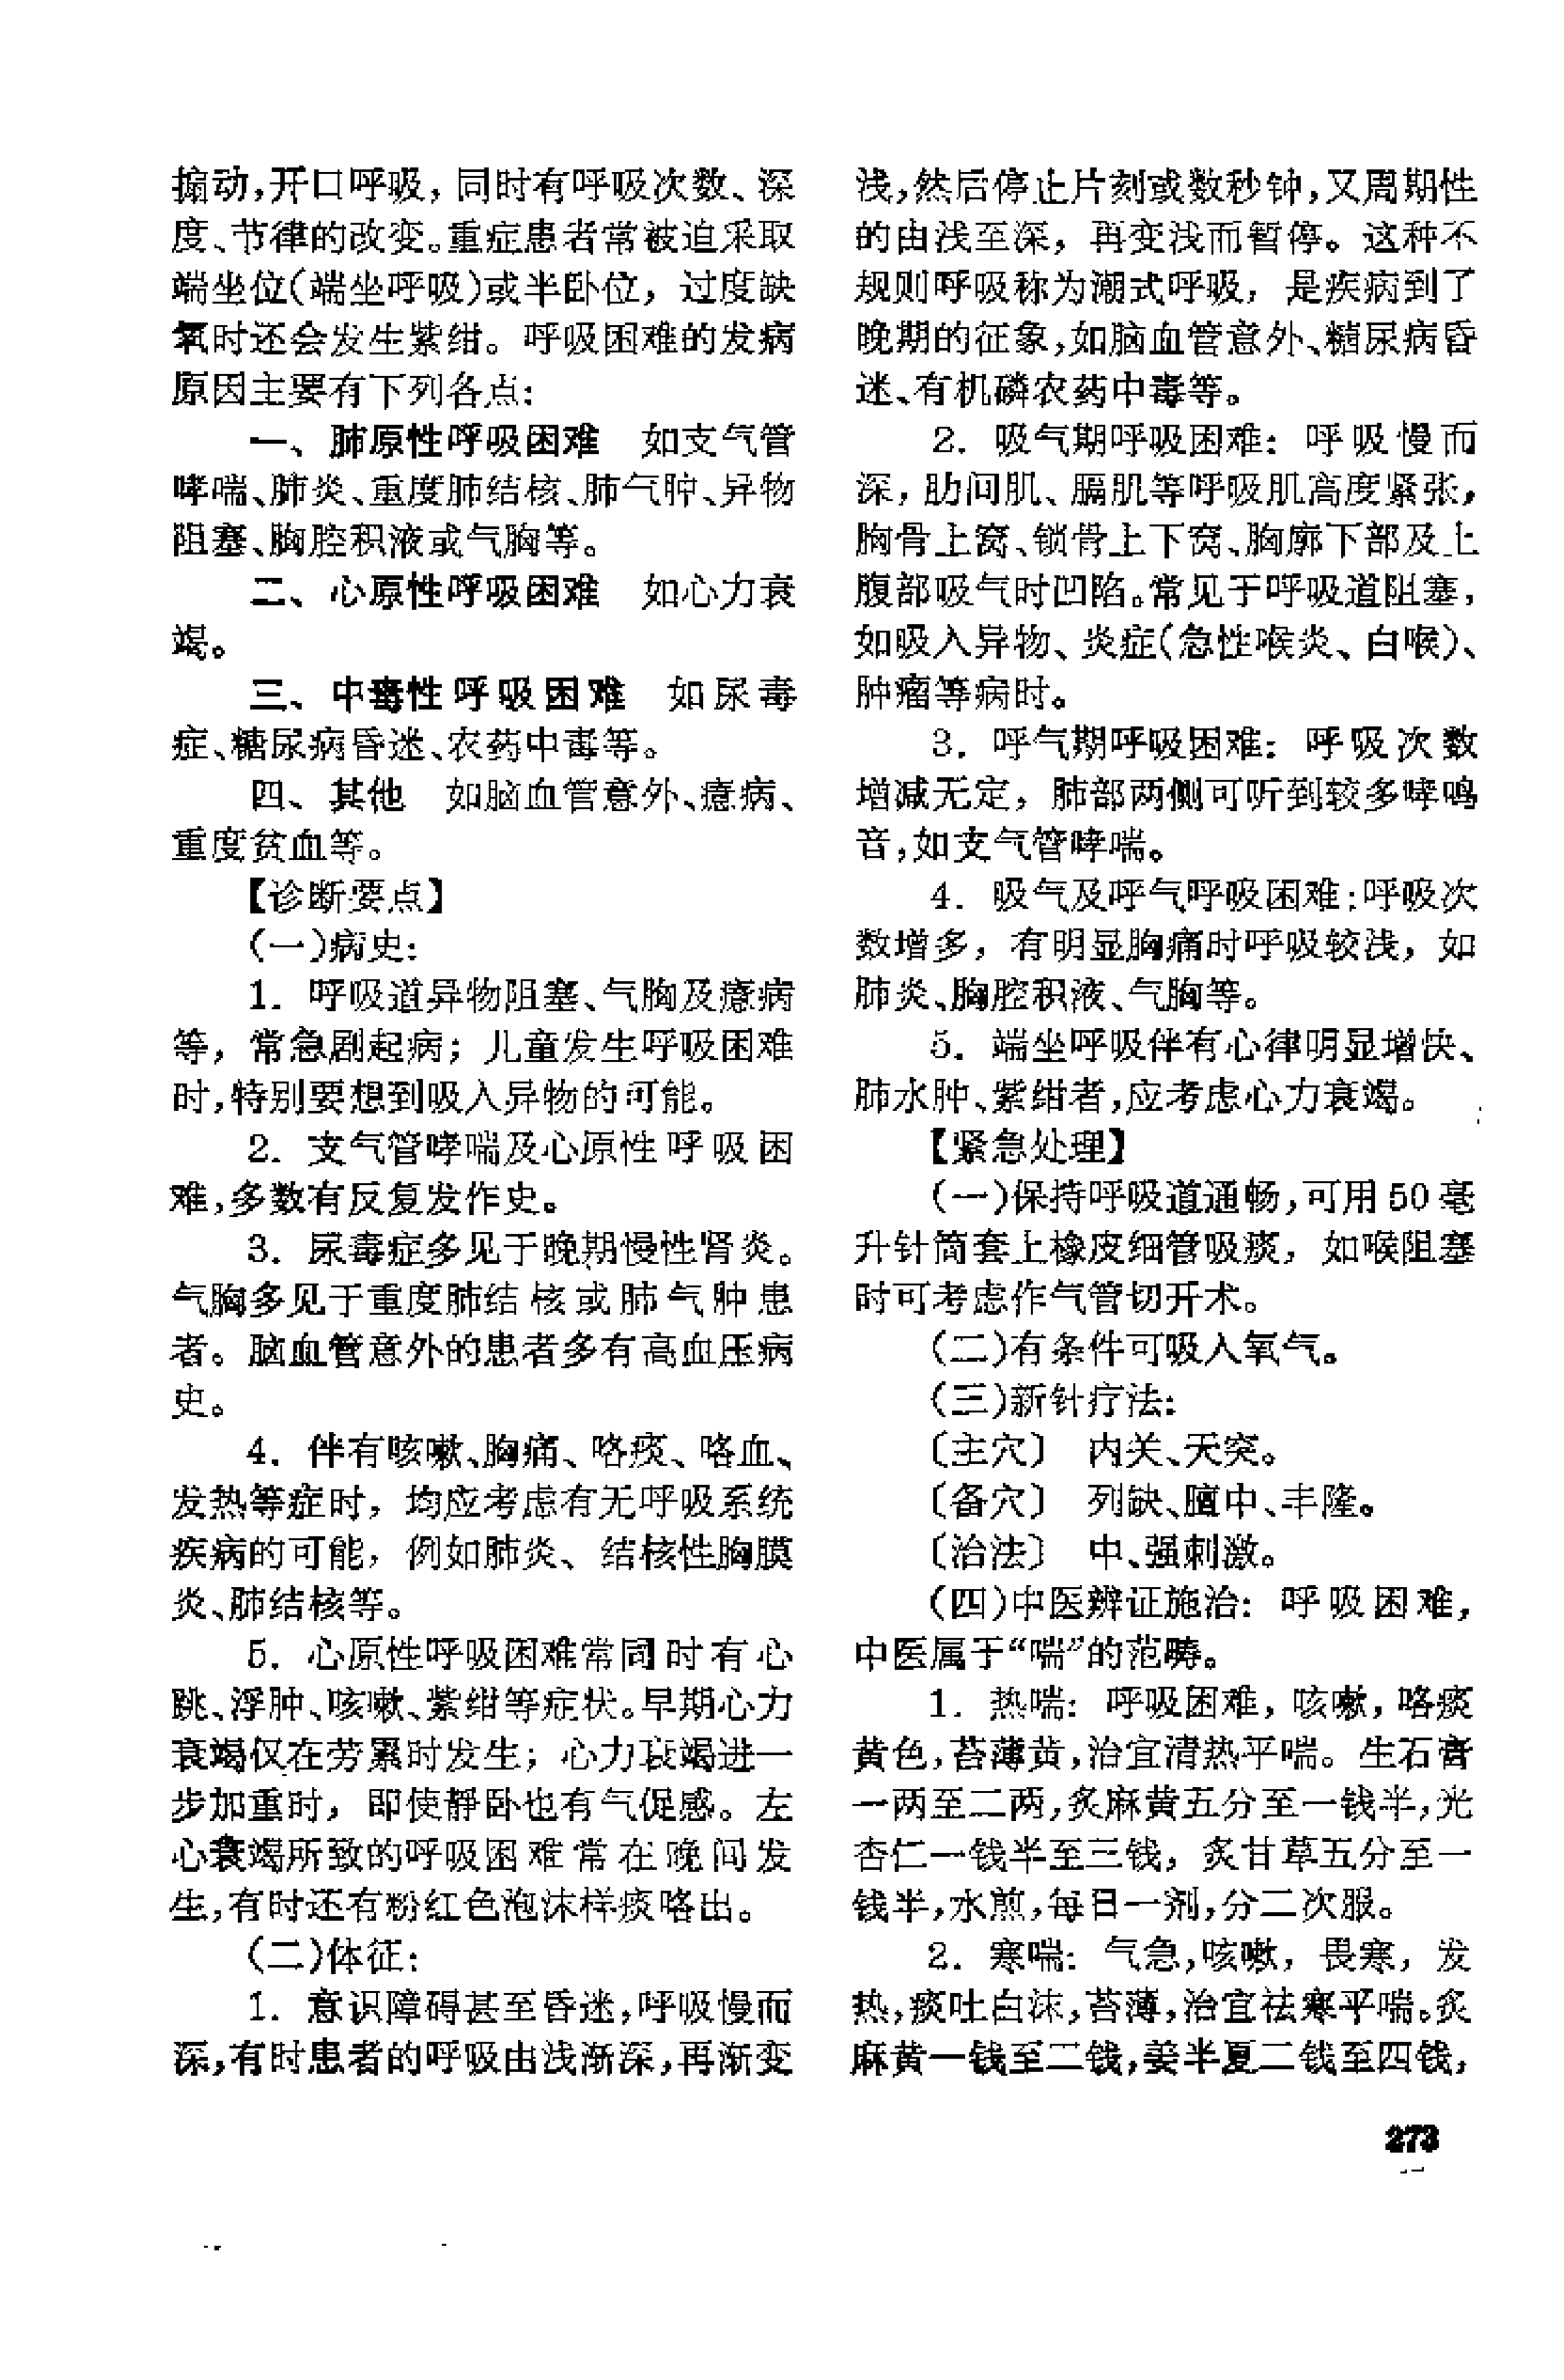 搧动，开口呼吸，同时有呼吸次数、深
度、节律的改变。重症患者常被迫采取
端坐位(端坐呼吸)或半卧位，过度缺
氧时还会发生紫绀。呼吸困难的发病
原因主要有下列各点：
一、肺原性呼吸困难　如支气管
哮喘、肺炎、重度肺结核、肺气肿、异物
阻塞、胸腔积液或气胸等。
二、心原性呼吸困难　如心力衰
竭。
三、中毒性呼吸困难　如尿毒
症、糖尿病昏迷、农药中毒等。
四、其他　如脑血管意外、癔病、
重度贫血等。
【诊断要点】
(一)病史：
1. 呼吸道异物阻塞、气胸及癔病
等，常急剧起病；儿童发生呼吸困难
时，特别要想到吸入异物的可能。
2. 支气管哮喘及心原性呼吸困
难，多数有反复发作史。
3. 尿毒症多见于晚期慢性肾炎。
气胸多见于重度肺结核或肺气肿患
者。脑血管意外的患者多有高血压病
史。
4. 伴有咳嗽、胸痛、咯痰、咯血、
发热等症时，均应考虑有无呼吸系统
疾病的可能，例如肺炎、结核性胸膜
炎、肺结核等。
5. 心原性呼吸困难常同时有心
跳、浮肿、咳嗽、紫绀等症状。早期心力
衰竭仅在劳累时发生；心力衰竭进一
步加重时，即使静卧也有气促感。左
心衰竭所致的呼吸困难常在晚间发
生，有时还有粉红色泡沫样痰咯出。
(二)体征：
1. 意识障碍甚至昏迷，呼吸慢而
深，有时患者的呼吸由浅渐深，再渐变
浅，然后停止片刻或数秒钟，又周期性
的由浅至深，再变浅而暂停。这种不
规则呼吸称为潮式呼吸，是疾病到了
晚期的征象，如脑血管意外、糖尿病昏
迷、有机磷农药中毒等。
2. 吸气期呼吸困难：呼吸慢而
深，肋间肌、膈肌等呼吸肌高度紧张，
胸骨上窝、锁骨上下窝、胸廓下部及上
腹部吸气时凹陷。常见于呼吸道阻塞，
如吸入异物、炎症(急性喉炎、白喉)、
肿瘤等病时。
3. 呼气期呼吸困难：呼吸次数
增减无定，肺部两侧可听到较多哮鸣
音，如支气管哮喘。
4. 吸气及呼气呼吸困难：呼吸次
数增多，有明显胸痛时呼吸较浅，如
肺炎、胸腔积液、气胸等。
5. 端坐呼吸伴有心律明显增快、
肺水肿、紫绀者，应考虑心力衰竭。
【紧急处理】
(一)保持呼吸道通畅，可用50毫
升针筒套上橡皮细管吸痰，如喉阻塞
时可考虑作气管切开术。
(二)有条件可吸入氧气。
(三)新针疗法：
〔主穴〕　内关、天突。
〔备穴〕　列缺、膻中、丰隆。
〔治法〕　中、强刺激。
(四)中医辨证施治：呼吸困难，
中医属于“喘”的范畴。
1. 热喘：呼吸困难，咳嗽，咯痰
黄色，苔薄黄，治宜清热平喘。生石膏
一两至二两，炙麻黄五分至一钱半，光
杏仁一钱半至三钱，炙甘草五分至一
钱半，水煎，每日一剂，分二次服。
2. 寒喘：气急，咳嗽，畏寒，发
热，痰吐白沫，苔薄，治宜祛寒平喘。炙
麻黄一钱至二钱，姜半夏二钱至四钱，
273